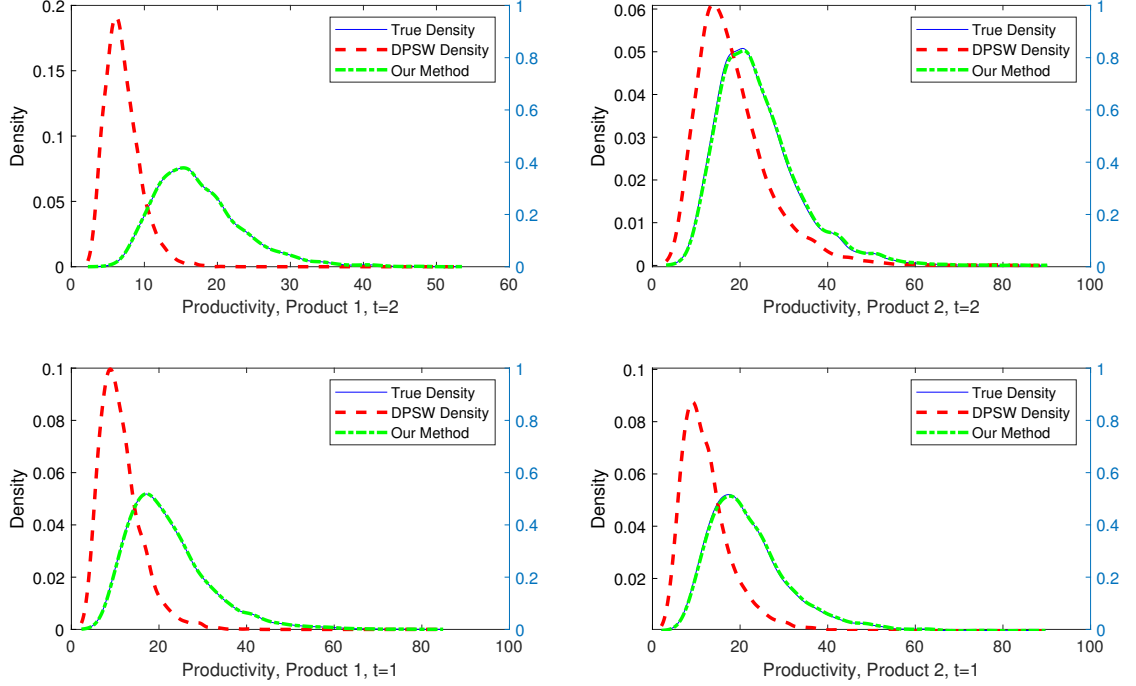 True Density
DPSW Density
Our Method
0.2
0.15
0.1
0.05
0
Density
1
0.8
0.6
0.4
0.2
0
0 10 20 30 40 50 60
Productivity, Product 1, t=2
True Density
DPSW Density
Our Method
0.06
0.05
0.04
0.03
0.02
0.01
0.00
Density
1
0.8
0.6
0.4
0.2
0
0 20 40 60 80 100
Productivity, Product 2, t=2
True Density
DPSW Density
Our Method
0.1
0.08
0.06
0.04
0.02
0
Density
1
0.8
0.6
0.4
0.2
0
0 20 40 60 80 100
Productivity, Product 1, t=1
True Density
DPSW Density
Our Method
0.1
0.08
0.06
0.04
0.02
Density
1
0.8
0.6
0.4
0.2
0
0 20 40 60 80 100
Productivity, Product 2, t=1